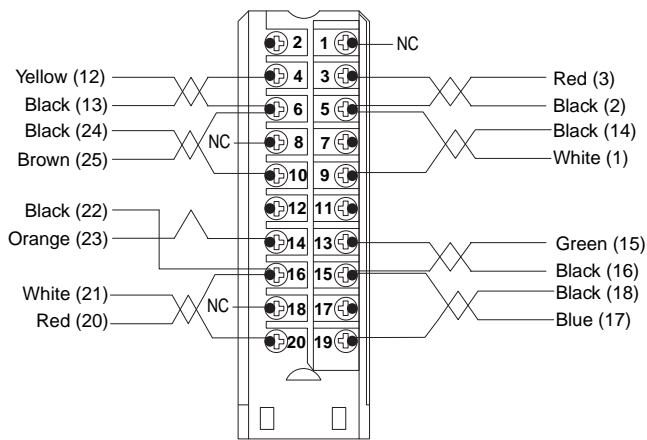 2 1 NC
Yellow (12) 4 3 Red (3)
Black (13) 6 5 Black (2)
Black (24) Black (14)
NC 8 7
Brown (25) White (1)
10 9
Black (22) 12 11
Orange (23) 14 13 Green (15)
16 15 Black (16)
White (21) Black (18)
NC 18 17
Red (20) Blue (17)
20 19